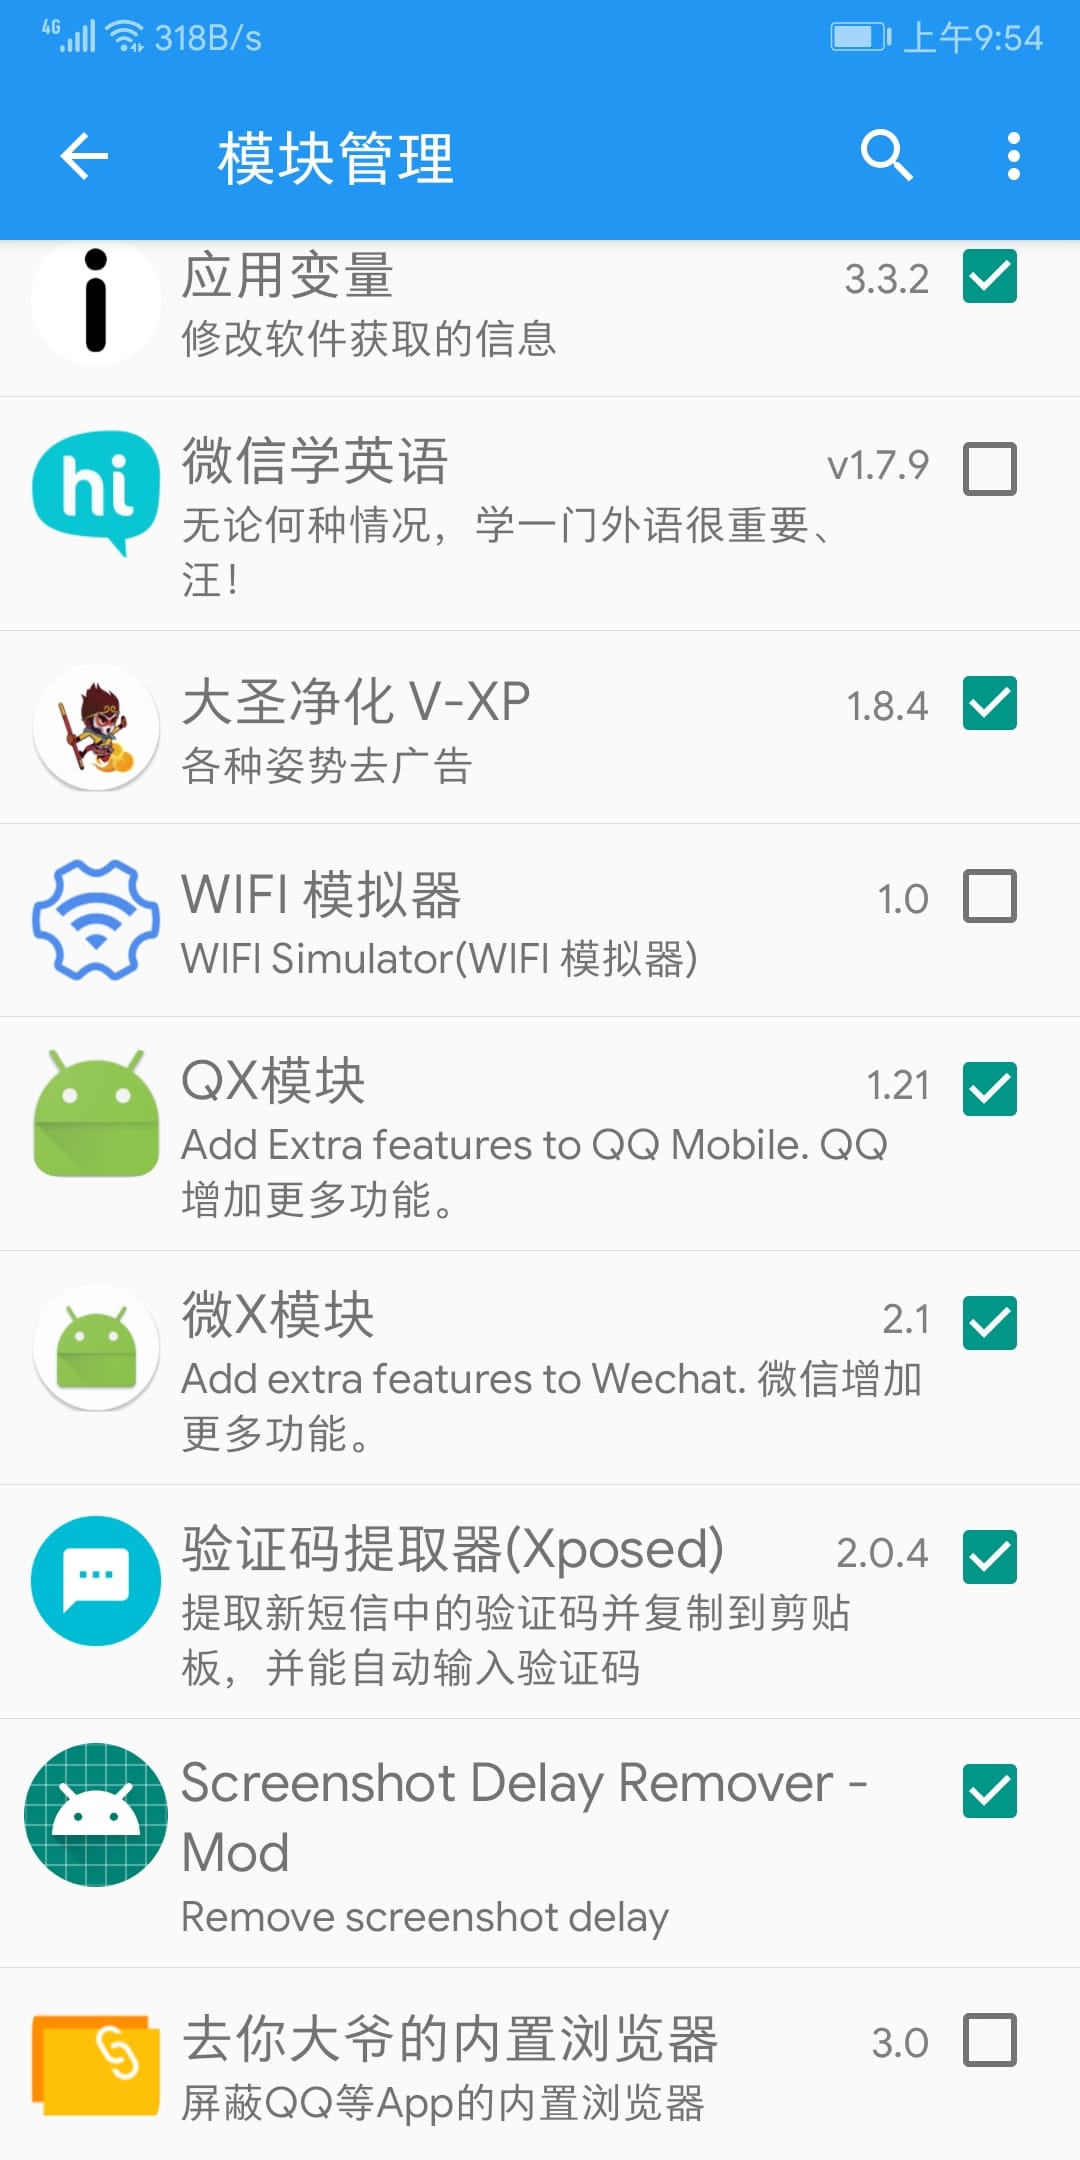 4G 318B/s 上午9:54
模块管理
应用变量 3.3.2
修改软件获取的信息
hi
微信学英语 v1.7.9
无论何种情况，学一门外语很重要、
汪！
大圣净化 V-XP 1.8.4
各种姿势去广告
WIFI 模拟器 1.0
WIFI Simulator(WIFI 模拟器)
QX模块 1.21
Add Extra features to QQ Mobile. QQ
增加更多功能。
微X模块 2.1
Add extra features to Wechat. 微信增加
更多功能。
验证码提取器(Xposed) 2.0.4
提取新短信中的验证码并复制到剪贴
板，并能自动输入验证码
Screenshot Delay Remover -
Mod
Remove screenshot delay
去你大爷的内置浏览器 3.0
屏蔽QQ等App的内置浏览器